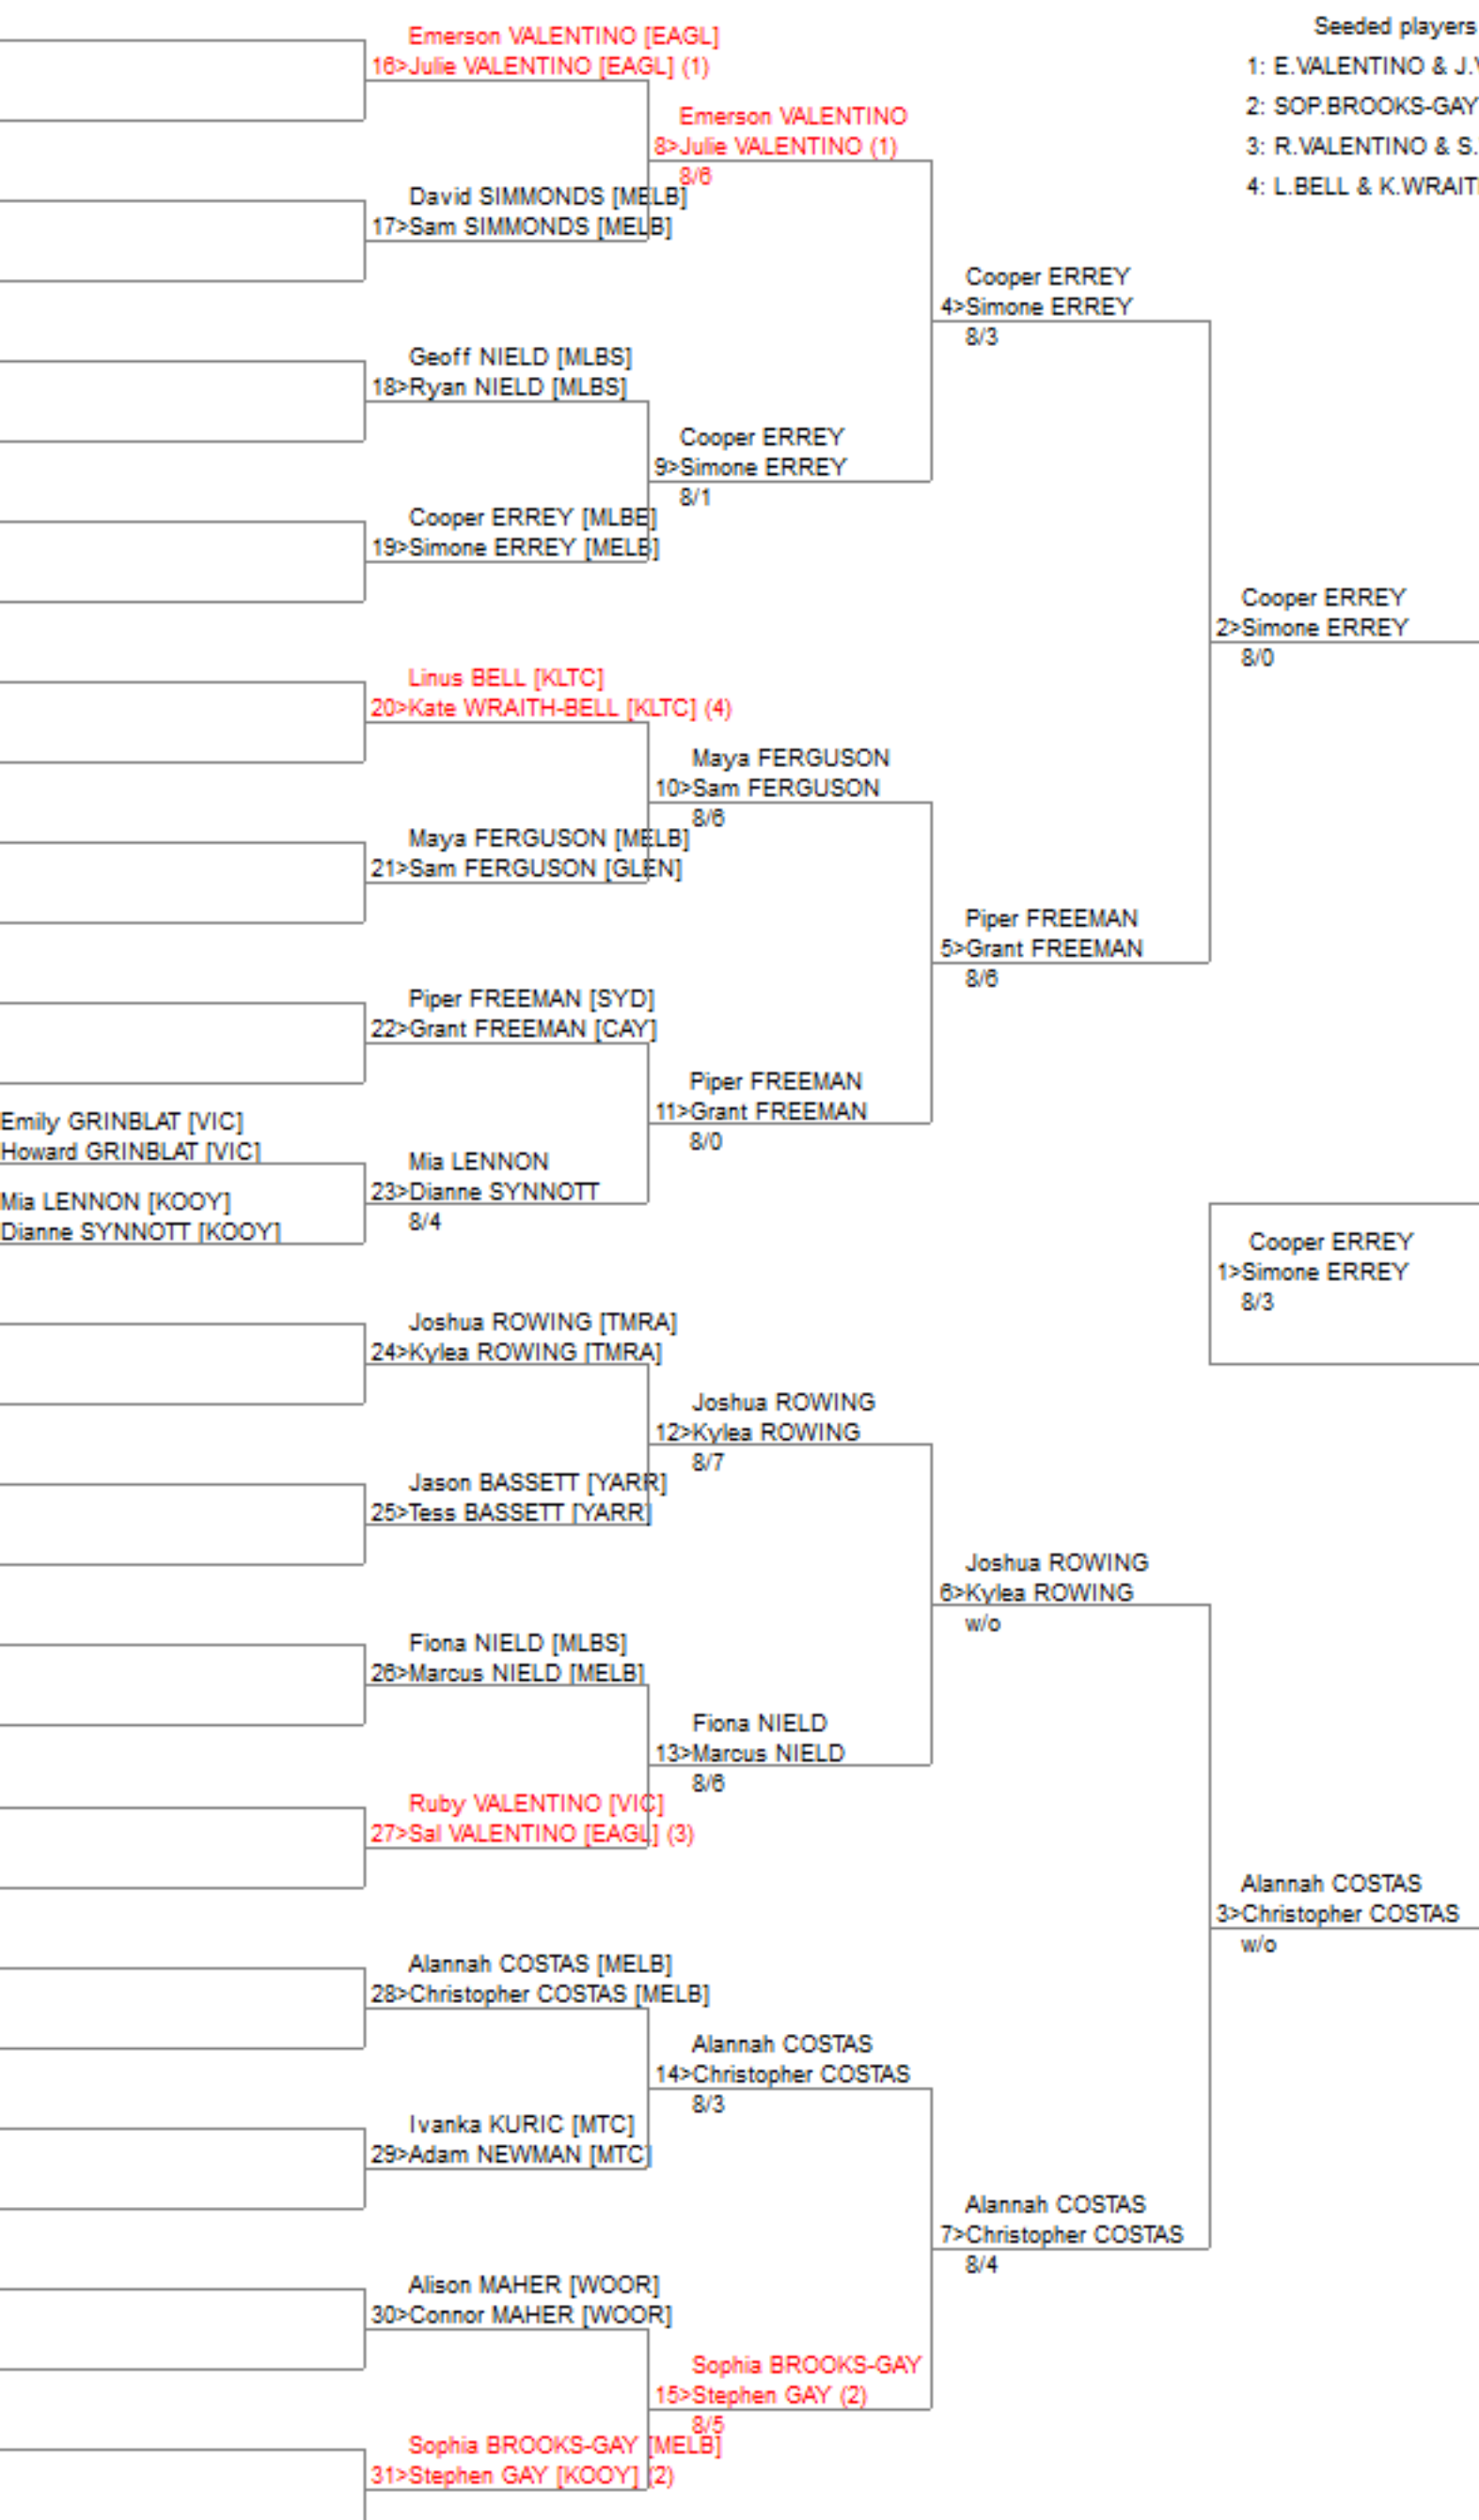 Emerson VALENTINO [EAGL]
16>Julie VALENTINO [EAGL] (1)
David SIMMONDS [MELB]
17>Sam SIMMONDS [MELB]
Geoff NIELD [MLBS]
18>Ryan NIELD [MLBS]
Cooper ERREY [MLBE]
19>Simone ERREY [MELB]
Linus BELL [KLTC]
20>Kate WRAITH-BELL [KLTC] (4)
Maya FERGUSON [MELB]
21>Sam FERGUSON [GLEN]
Piper FREEMAN [SYD]
22>Grant FREEMAN [CAY]
Emily GRINBLAT [VIC]
Howard GRINBLAT [VIC]
Mia LENNON [KOOY]
Dianne SYNNOTT [KOOY]
Mia LENNON
23>Dianne SYNNOTT
8/4
Joshua ROWING [TMRA]
24>Kylea ROWING [TMRA]
Jason BASSETT [YARR]
25>Tess BASSETT [YARR]
Fiona NIELD [MLBS]
26>Marcus NIELD [MELB]
Ruby VALENTINO [VIC]
27>Sal VALENTINO [EAGL] (3)
Alannah COSTAS [MELB]
28>Christopher COSTAS [MELB]
Ivanka KURIC [MTC]
29>Adam NEWMAN [MTC]
Alison MAHER [WOOR]
30>Connor MAHER [WOOR]
Sophia BROOKS-GAY [MELB]
31>Stephen GAY [KOOY] (2)
Emerson VALENTINO
8>Julie VALENTINO (1)
8/6
Cooper ERREY
9>Simone ERREY
8/1
Maya FERGUSON
10>Sam FERGUSON
8/6
Piper FREEMAN
11>Grant FREEMAN
8/0
Joshua ROWING
12>Kylea ROWING
8/7
Fiona NIELD
13>Marcus NIELD
8/6
Alannah COSTAS
14>Christopher COSTAS
8/3
Sophia BROOKS-GAY
15>Stephen GAY (2)
8/5
Cooper ERREY
4>Simone ERREY
8/3
Piper FREEMAN
5>Grant FREEMAN
8/6
Joshua ROWING
6>Kylea ROWING
w/o
Alannah COSTAS
7>Christopher COSTAS
8/4
Seeded players
1: E.VALENTINO & J.
2: SOP.BROOKS-GAY
3: R.VALENTINO & S.
4: L.BELL & K.WRAIT
Cooper ERREY
2>Simone ERREY
8/0
Cooper ERREY
1>Simone ERREY
8/3
Alannah COSTAS
3>Christopher COSTAS
w/o